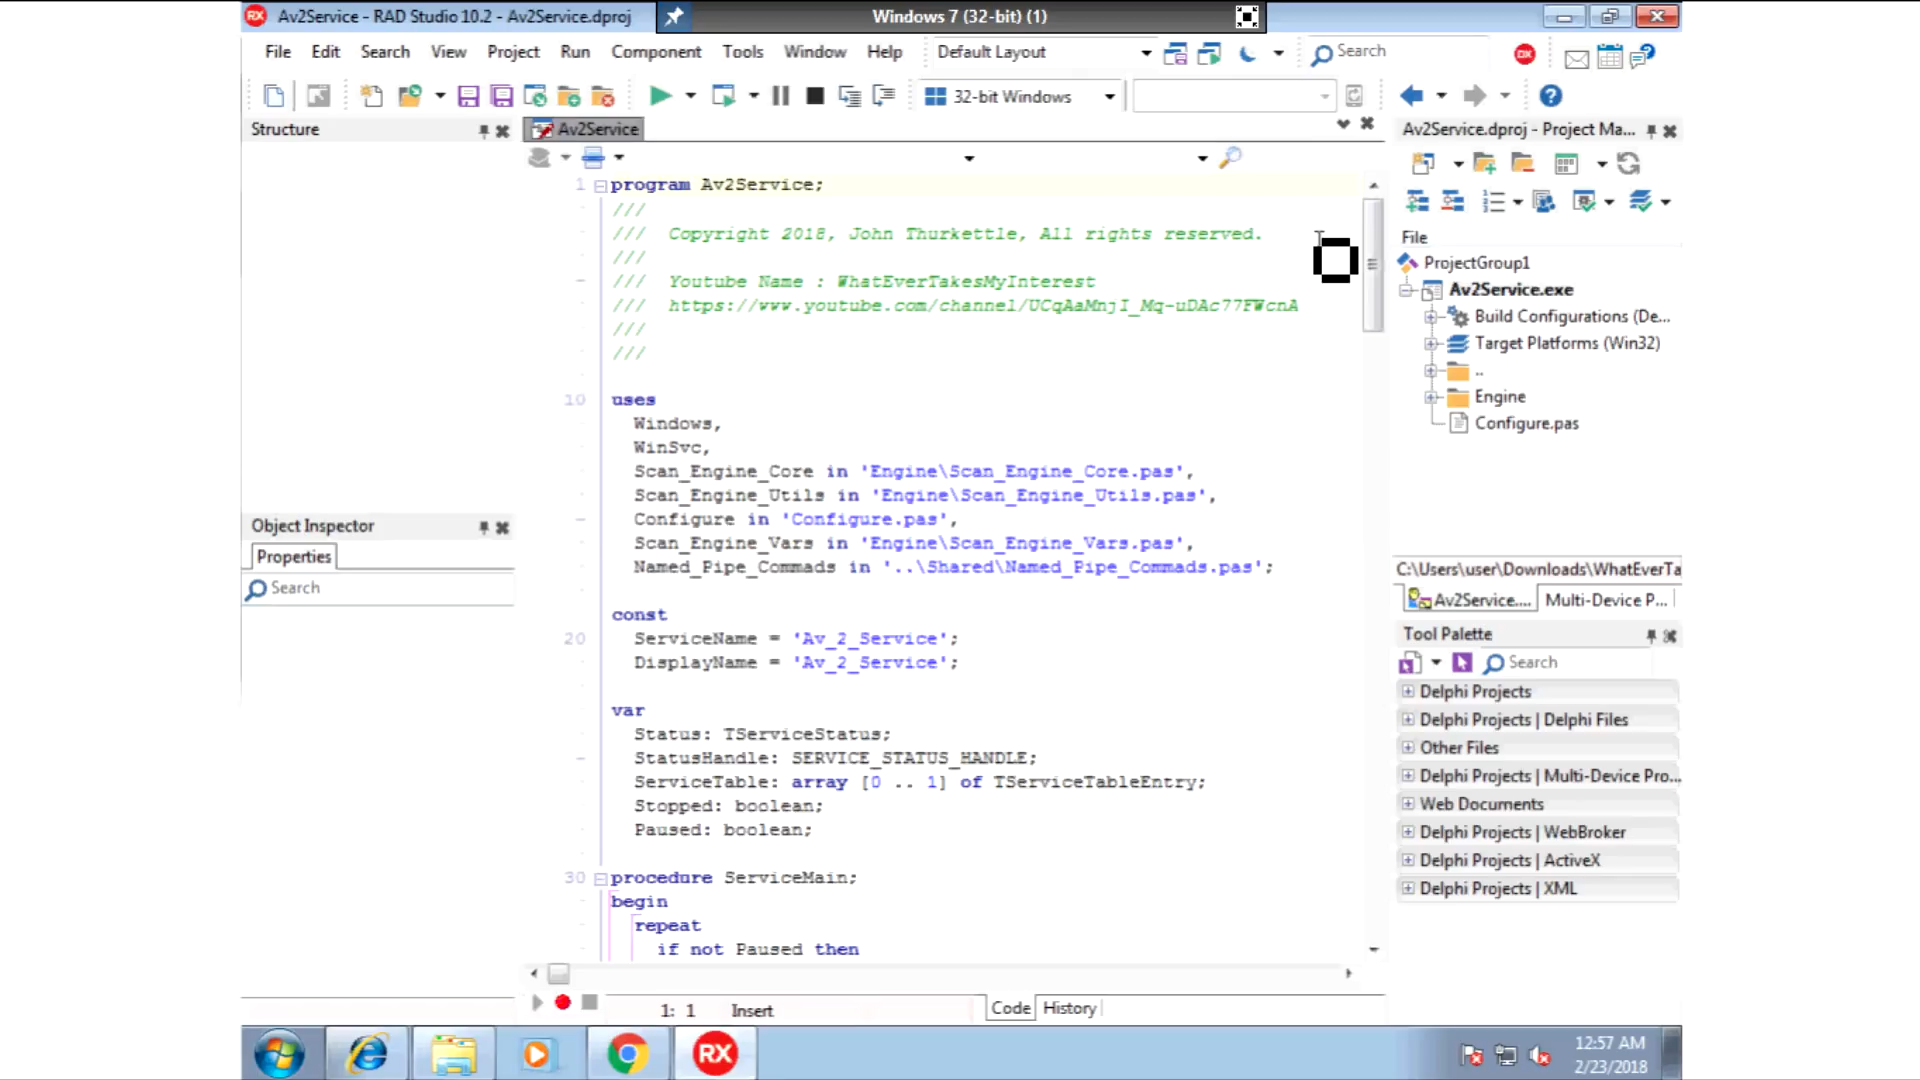 Av2Service - RAD Studio 10.2 - Av2Service.dproj
Windows 7 (32-bit) (1)
File Edit Search View Project Run Component Tools Window Help
Default Layout
Search
32-bit Windows
Structure
Av2Service
Av2Service.dproj - Project Ma...
1 program Av2Service;
///
/// Copyright 2018, John Thurkettle, All rights reserved.
///
/// Youtube Name : WhatEverTakesMyInterest
/// https://www.youtube.com/channel/UCqAaMnjI_Mq-uDAc77FWcnA
///
///
10 uses
Windows,
WinSvc,
Scan_Engine_Core in 'Engine\Scan_Engine_Core.pas',
Scan_Engine_Utils in 'Engine\Scan_Engine_Utils.pas',
Configure in 'Configure.pas',
Scan_Engine_Vars in 'Engine\Scan_Engine_Vars.pas',
Named_Pipe_Commads in '..\Shared\Named_Pipe_Commads.pas';
const
20 ServiceName = 'Av_2_Service';
DisplayName = 'Av_2_Service';
var
Status: TServiceStatus;
StatusHandle: SERVICE_STATUS_HANDLE;
ServiceTable: array [0 .. 1] of TServiceTableEntry;
Stopped: boolean;
Paused: boolean;
30 procedure ServiceMain;
begin
repeat
if not Paused then
Object Inspector
Properties
Search
File
ProjectGroup1
Av2Service.exe
Build Configurations (De...
Target Platforms (Win32)
..
Engine
Configure.pas
C:\Users\user\Downloads\WhatEverTa
Av2Service....
Multi-Device P...
Tool Palette
Search
Delphi Projects
Delphi Projects | Delphi Files
Other Files
Delphi Projects | Multi-Device Pro...
Web Documents
Delphi Projects | WebBroker
Delphi Projects | ActiveX
Delphi Projects | XML
1: 1 Insert
Code History
RX
12:57 AM
2/23/2018